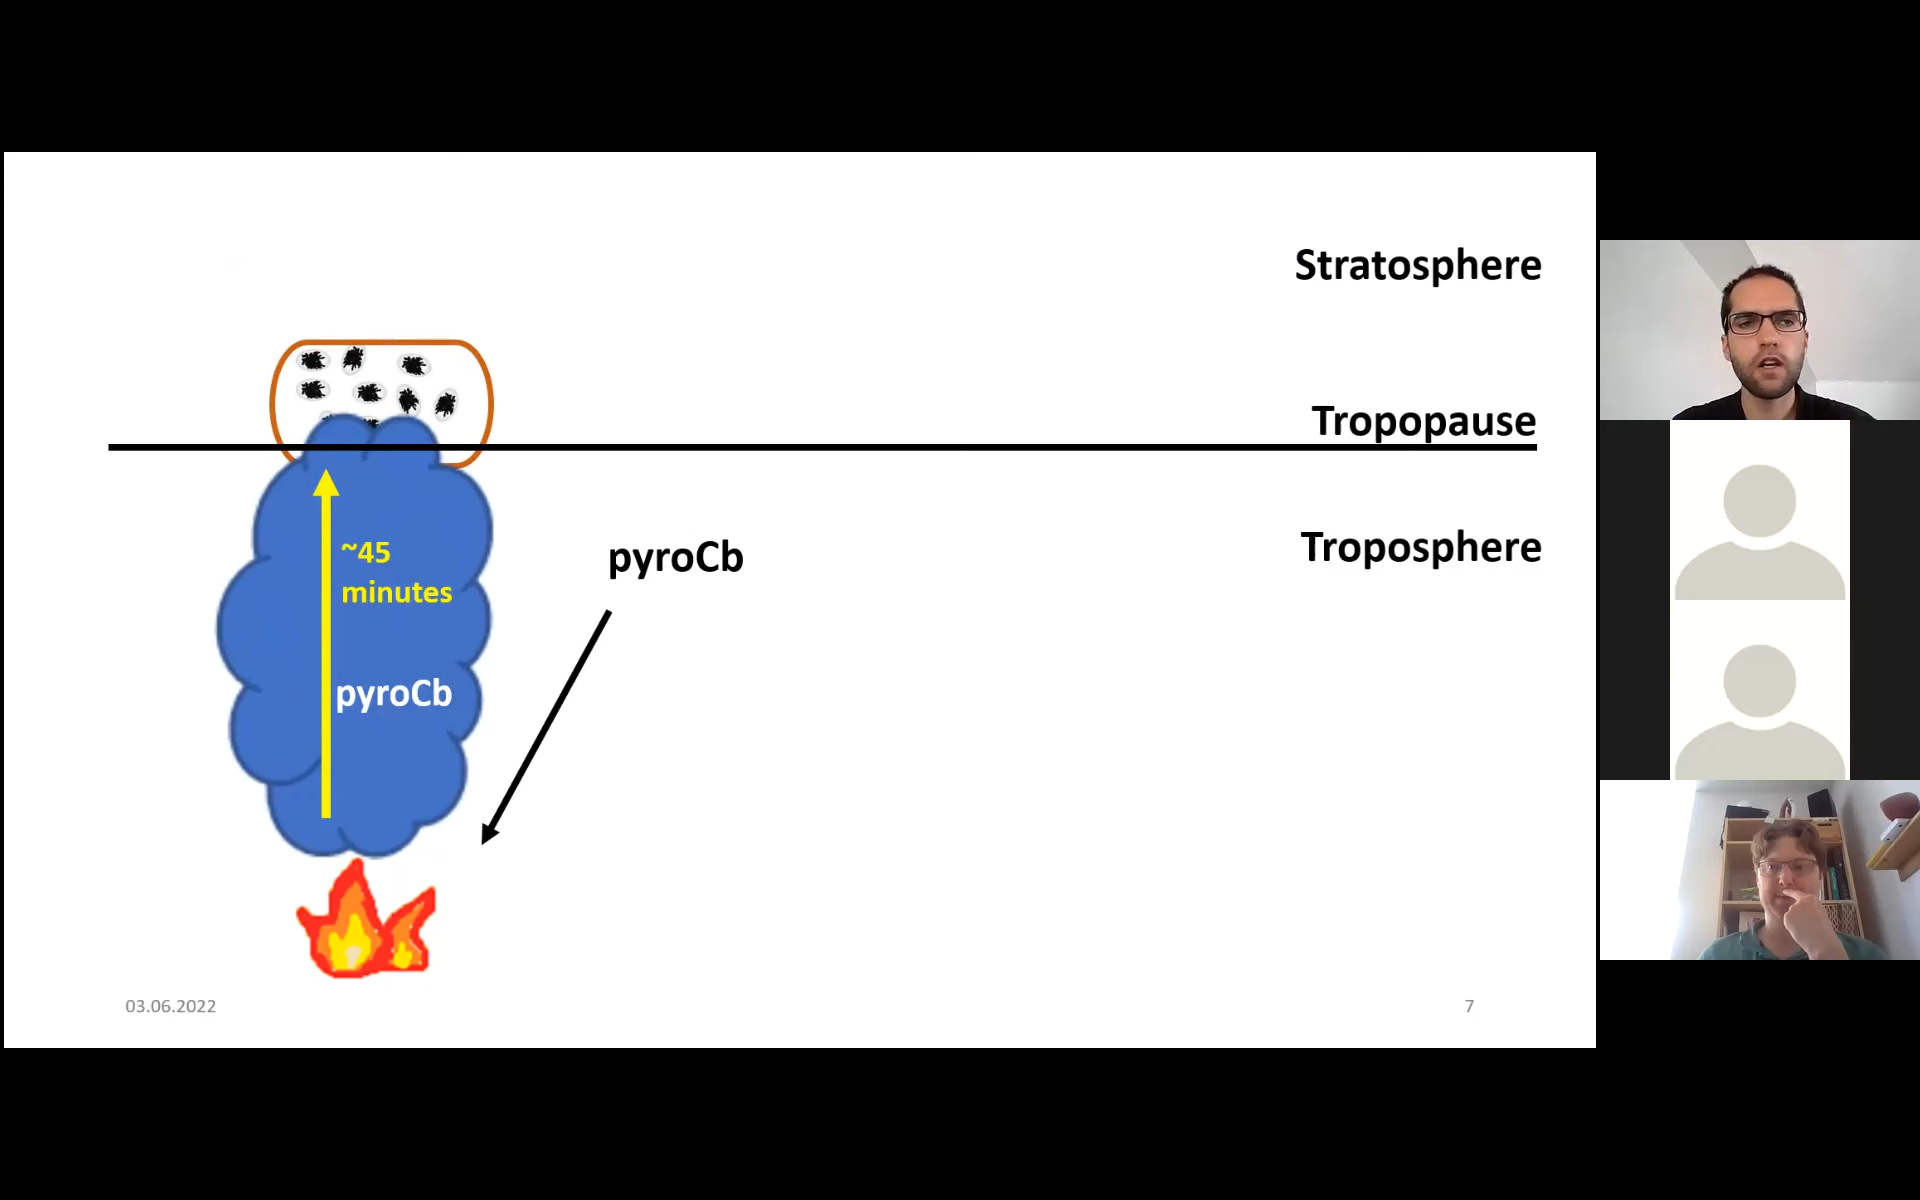 Stratosphere
Tropopause
~45
minutes
pyroCb
Troposphere
pyroCb
03.06.2022
7